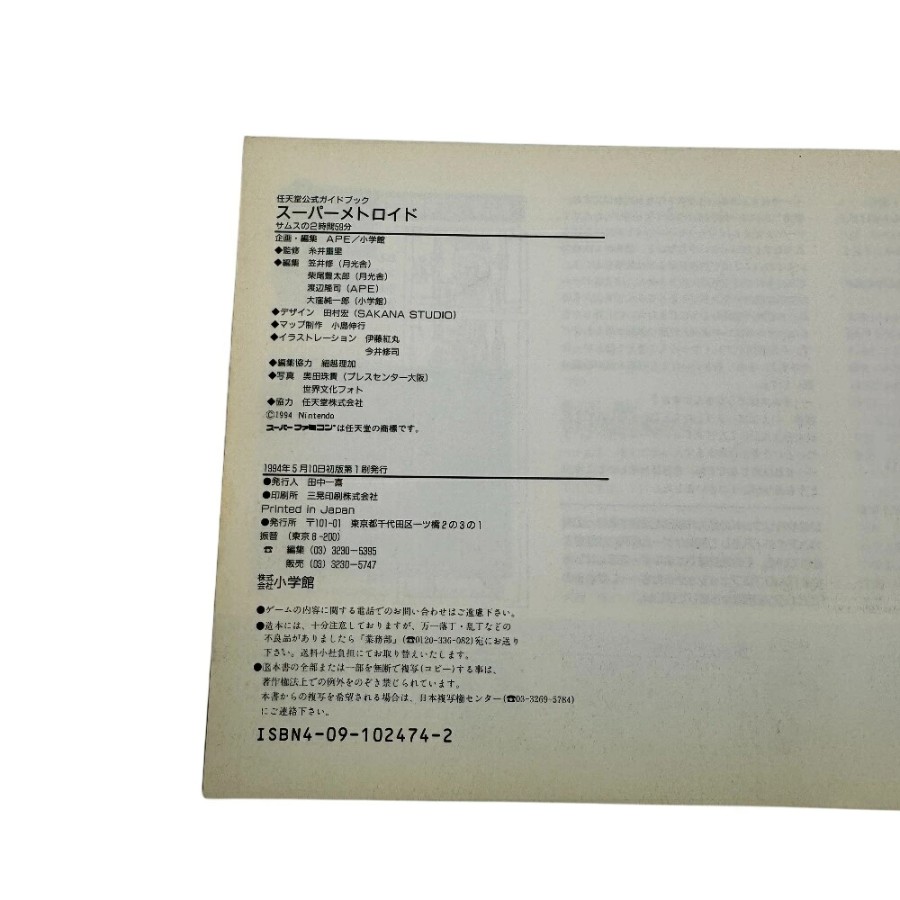 任天堂公式ガイドブック
スーパーメトロイド
サムスの2時間59分
企画・編集 APE/小学館
◆監修 糸井重里
◆編集 笠井修(月光舎)
柴尾豊太郎(月光舎)
渡辺隆司(APE)
大窪純一郎(小学館)
◆デザイン 田村宏(SAKANA STUDIO)
◆マップ制作 小島伸行
◆イラストレーション 伊藤紅丸
今井修司
◆編集協力 細越理加
◆写真 奥田珠貴(プレスセンター大阪)
世界文化フォト
◆協力 任天堂株式会社
©1994 Nintendo
スーパーファミコン®は任天堂の商標です。
1994年5月10日初版第1刷発行
●発行人 田中一喜
●印刷所 三晃印刷株式会社
Printed in Japan
●発行所 〒101-01 東京都千代田区一ツ橋2の3の1
振替 (東京8-200)
☎ 編集 (03) 3230-5395
販売 (03) 3230-5747
株式会社 小学館
●ゲームの内容に関する電話でのお問い合わせはご遠慮下さい。
●造本には、十分注意しておりますが、万一落丁・乱丁などの
不良品がありましたら「業務部」(☎0120-336-082)宛にお送り
下さい。送料小社負担にてお取り替えいたします。
●Ⓡ本書の全部または一部を無断で複写(コピー)する事は、
著作権法上での例外をのぞき禁じられています。
本書からの複写を希望される場合は、日本複写権センター(☎03-3269-5784)
にご連絡下さい。
ISBN4-09-102474-2